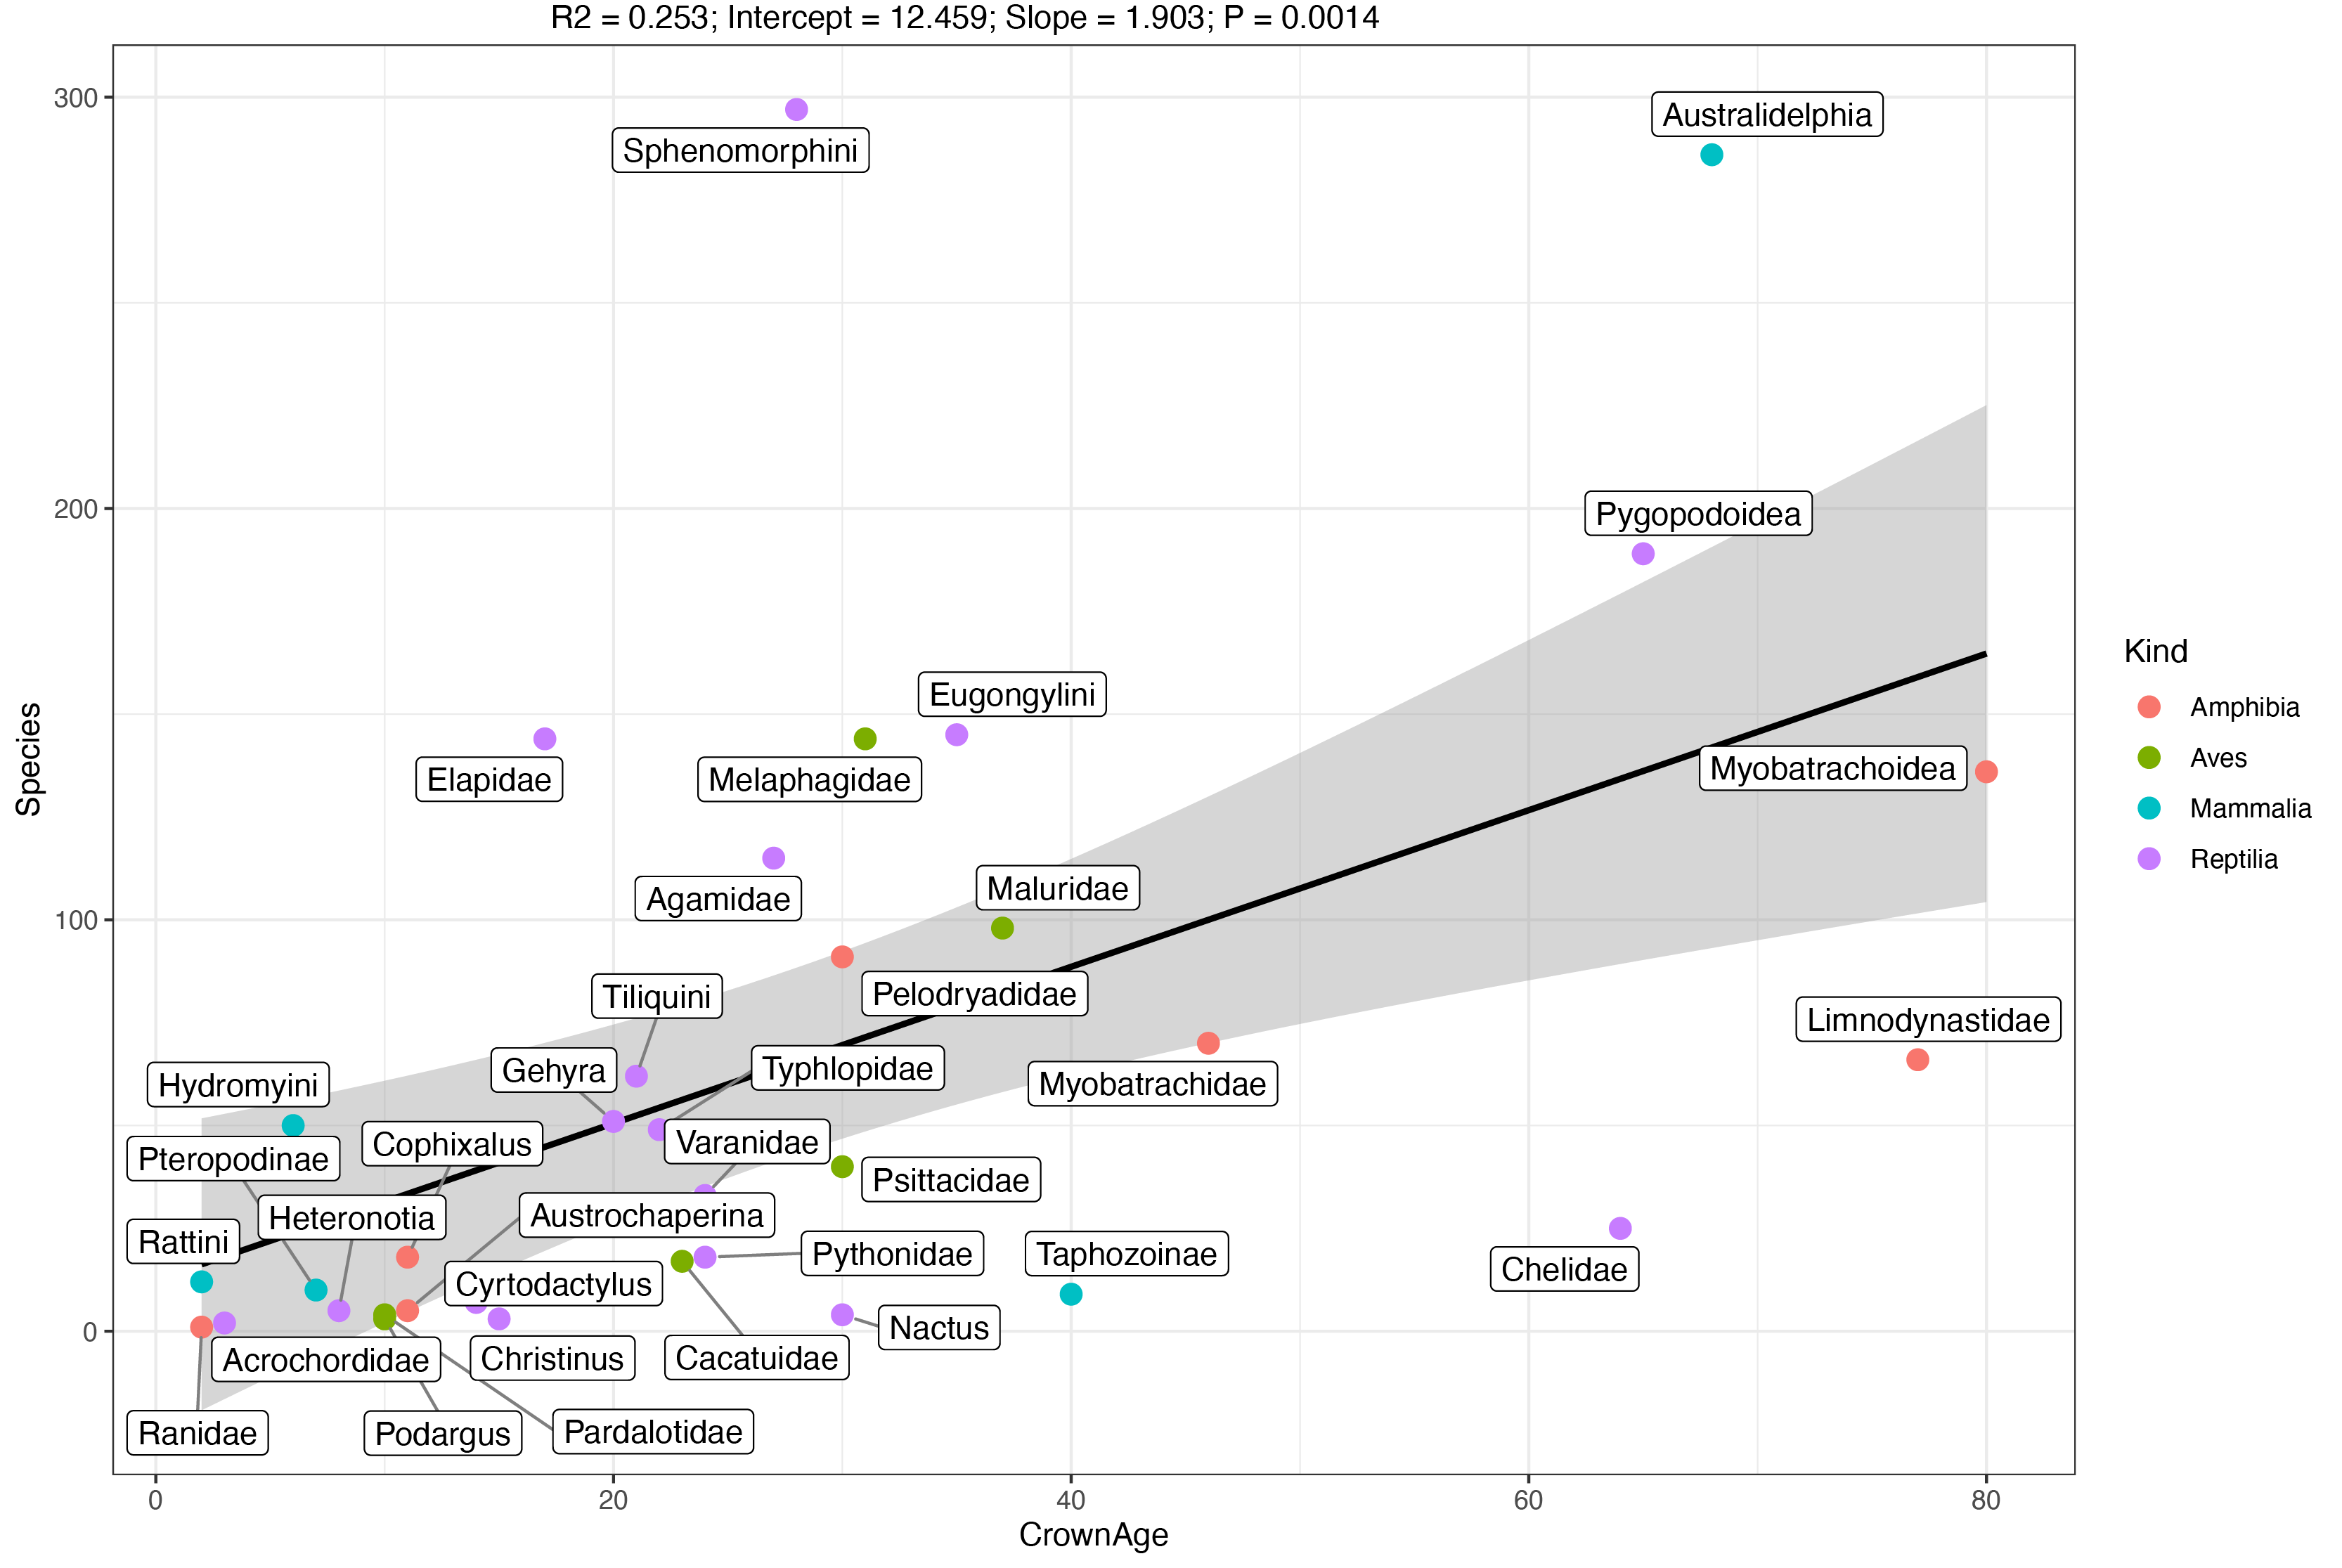 R2 = 0.253; Intercept = 12.459; Slope = 1.903; P = 0.0014
300
Australidelphia
Sphenomorphini
200
Pygopodoidea
Eugongylini
Elapidae
Melaphagidae
Myobatrachoidea
Agamidae
Maluridae
100
Tiliquini
Pelodryadidae
Limnodynastidae
Gehyra
Typhlopidae
Hydromyini
Myobatrachidae
Cophixalus
Varanidae
Pteropodinae
Psittacidae
Heteronotia
Austrochaperina
Rattini
Pythonidae
Taphozoinae
Chelidae
Cyrtodactylus
Nactus
0
Acrochordidae
Christinus
Cacatuidae
Ranidae
Podargus
Pardalotidae
0
20
40
60
80
CrownAge
Species
Kind
Amphibia
Aves
Mammalia
Reptilia